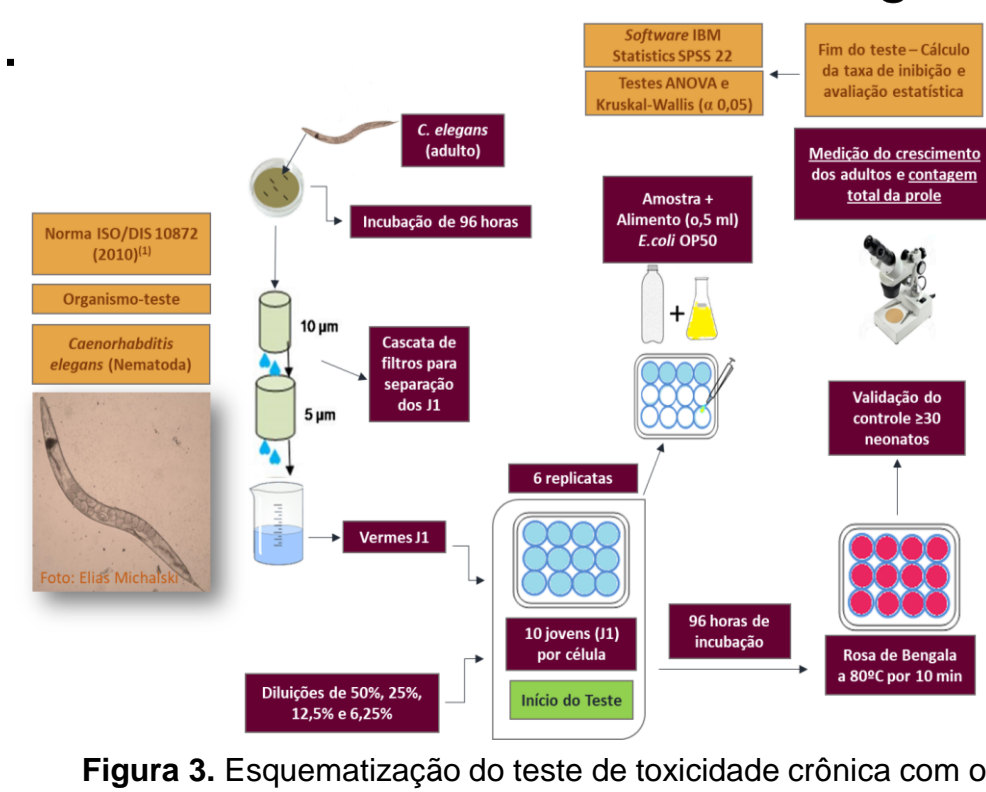 Norma ISO/DIS 10872
(2010)(1)
Organismo-teste
Caenorhabditis
elegans (Nematoda)
Foto: Elias Michalski
C. elegans
(adulto)
Incubação de 96 horas
10 µm
5 µm
Cascata de
filtros para
separação
dos J1
Vermes J1
Diluições de 50%, 25%,
12,5% e 6,25%
6 replicatas
10 jovens (J1)
por célula
Início do Teste
Amostra +
Alimento (o,5 ml)
E.coli OP50
+
96 horas de
incubação
Rosa de Bengala
a 80ºC por 10 min
Validação do
controle ≥30
neonatos
Medição do crescimento
dos adultos e contagem
total da prole
Fim do teste – Cálculo
da taxa de inibição e
avaliação estatística
Software IBM
Statistics SPSS 22
Testes ANOVA e
Kruskal-Wallis (α 0,05)
Figura 3. Esquematização do teste de toxicidade crônica com o